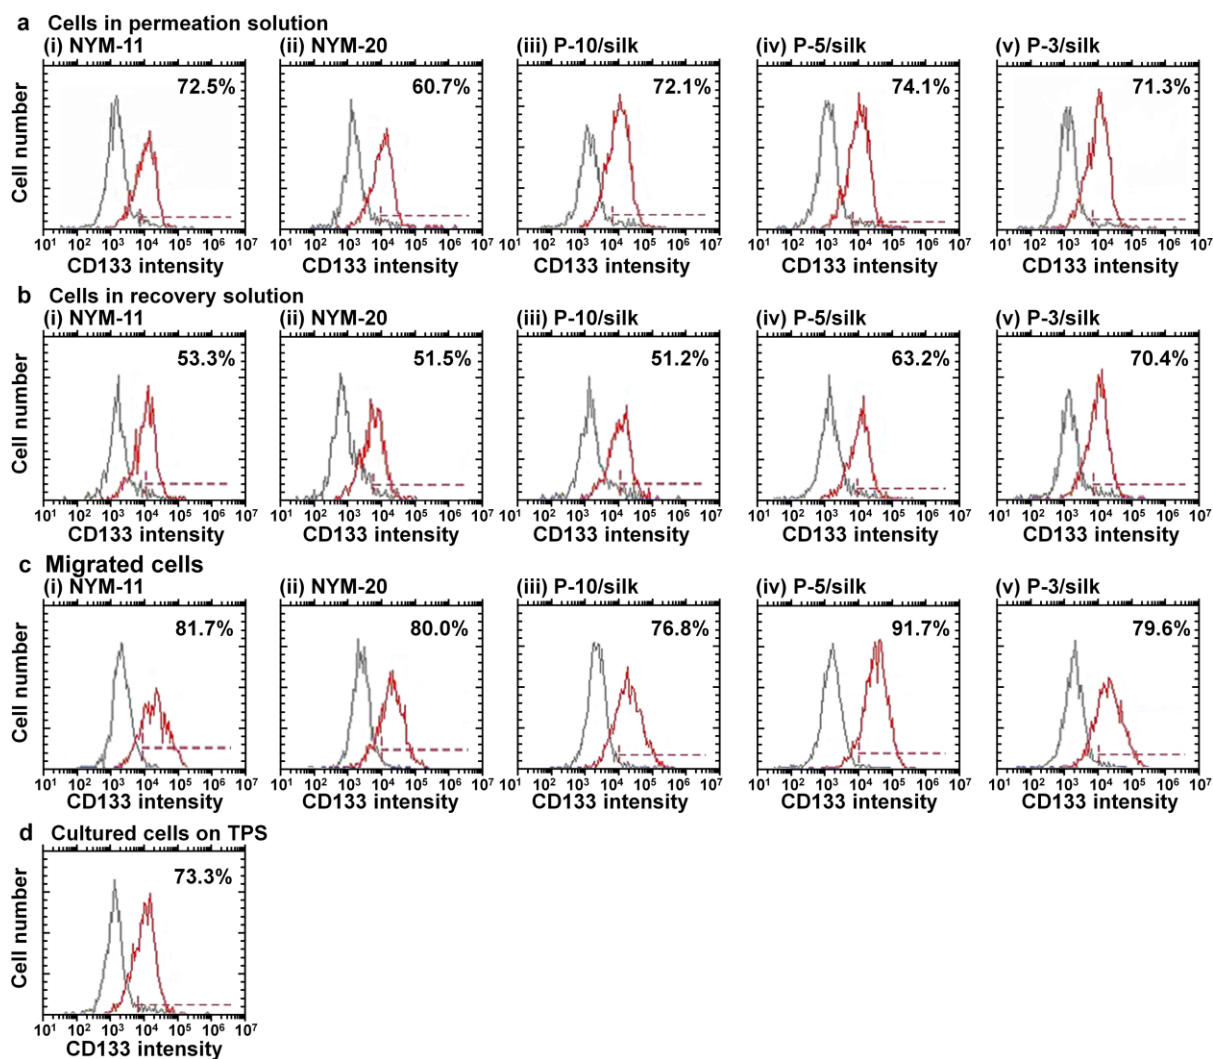 a Cells in permeation solution
(i) NYM-11 (ii) NYM-20 (iii) P-10/silk (iv) P-5/silk (v) P-3/silk
72.5% 60.7% 72.1% 74.1% 71.3%
Cell number
10¹ 10² 10³ 10⁴ 10⁵ 10⁶ 10⁷ 10¹ 10² 10³ 10⁴ 10⁵ 10⁶ 10⁷ 10¹ 10² 10³ 10⁴ 10⁵ 10⁶ 10⁷ 10¹ 10² 10³ 10⁴ 10⁵ 10⁶ 10⁷ 10¹ 10² 10³ 10⁴ 10⁵ 10⁶ 10⁷
CD133 intensity CD133 intensity CD133 intensity CD133 intensity CD133 intensity
b Cells in recovery solution
(i) NYM-11 (ii) NYM-20 (iii) P-10/silk (iv) P-5/silk (v) P-3/silk
53.3% 51.5% 51.2% 63.2% 70.4%
Cell number
10¹ 10² 10³ 10⁴ 10⁵ 10⁶ 10⁷ 10¹ 10² 10³ 10⁴ 10⁵ 10⁶ 10⁷ 10¹ 10² 10³ 10⁴ 10⁵ 10⁶ 10⁷ 10¹ 10² 10³ 10⁴ 10⁵ 10⁶ 10⁷ 10¹ 10² 10³ 10⁴ 10⁵ 10⁶ 10⁷
CD133 intensity CD133 intensity CD133 intensity CD133 intensity CD133 intensity
c Migrated cells
(i) NYM-11 (ii) NYM-20 (iii) P-10/silk (iv) P-5/silk (v) P-3/silk
81.7% 80.0% 76.8% 91.7% 79.6%
Cell number
10¹ 10² 10³ 10⁴ 10⁵ 10⁶ 10⁷ 10¹ 10² 10³ 10⁴ 10⁵ 10⁶ 10⁷ 10¹ 10² 10³ 10⁴ 10⁵ 10⁶ 10⁷ 10¹ 10² 10³ 10⁴ 10⁵ 10⁶ 10⁷ 10¹ 10² 10³ 10⁴ 10⁵ 10⁶ 10⁷
CD133 intensity CD133 intensity CD133 intensity CD133 intensity CD133 intensity
d Cultured cells on TPS
73.3%
Cell number
10¹ 10² 10³ 10⁴ 10⁵ 10⁶ 10⁷
CD133 intensity